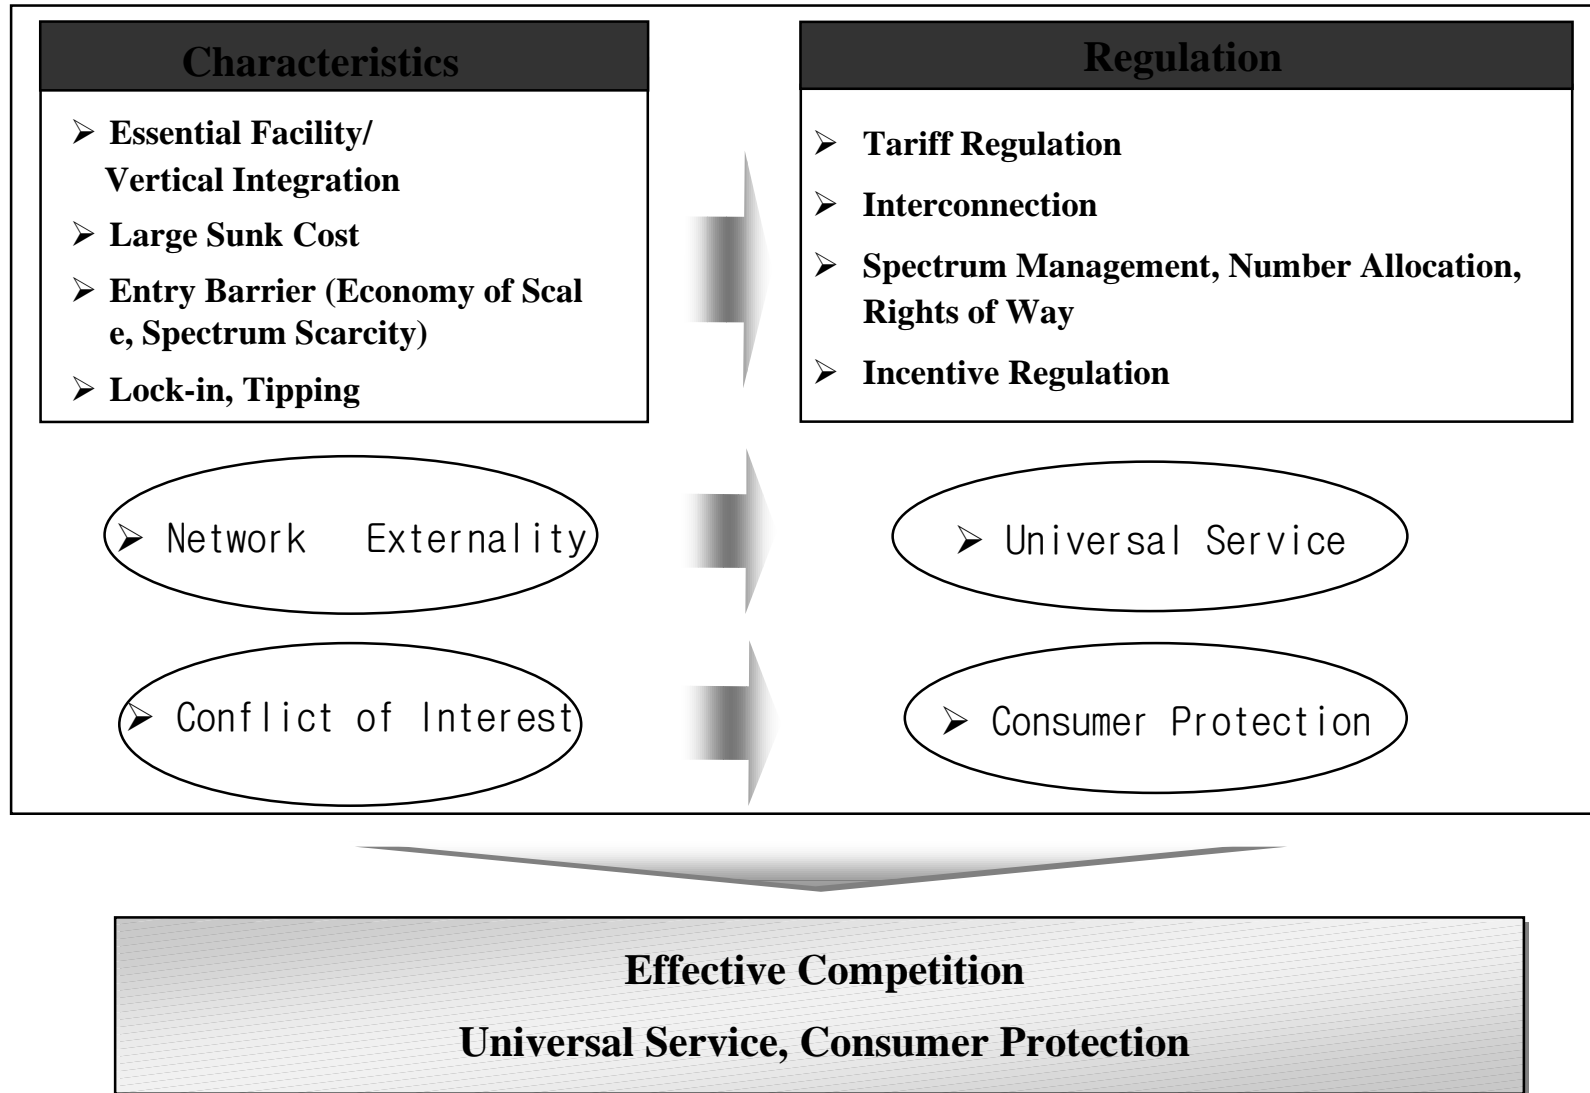 Characteristics
➢ Essential Facility/
Vertical Integration
➢ Large Sunk Cost
➢ Entry Barrier (Economy of Scal
e, Spectrum Scarcity)
➢ Lock-in, Tipping
Regulation
➢ Tariff Regulation
➢ Interconnection
➢ Spectrum Management, Number Allocation,
Rights of Way
➢ Incentive Regulation
➢ Network Externality
➢ Universal Service
➢ Conflict of Interest
➢ Consumer Protection
Effective Competition
Universal Service, Consumer Protection